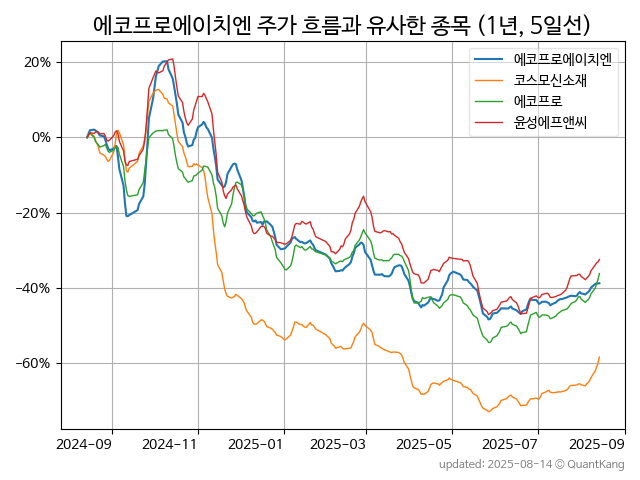 에코프로에이치엔 주가 흐름과 유사한 종목 (1년, 5일선)
에코프로에이치엔
코스모신소재
에코프로
윤성에프앤씨
20%
0%
−20%
−40%
−60%
2024-09 2024-11 2025-01 2025-03 2025-05 2025-07 2025-09
updated: 2025-08-14 © QuantKang